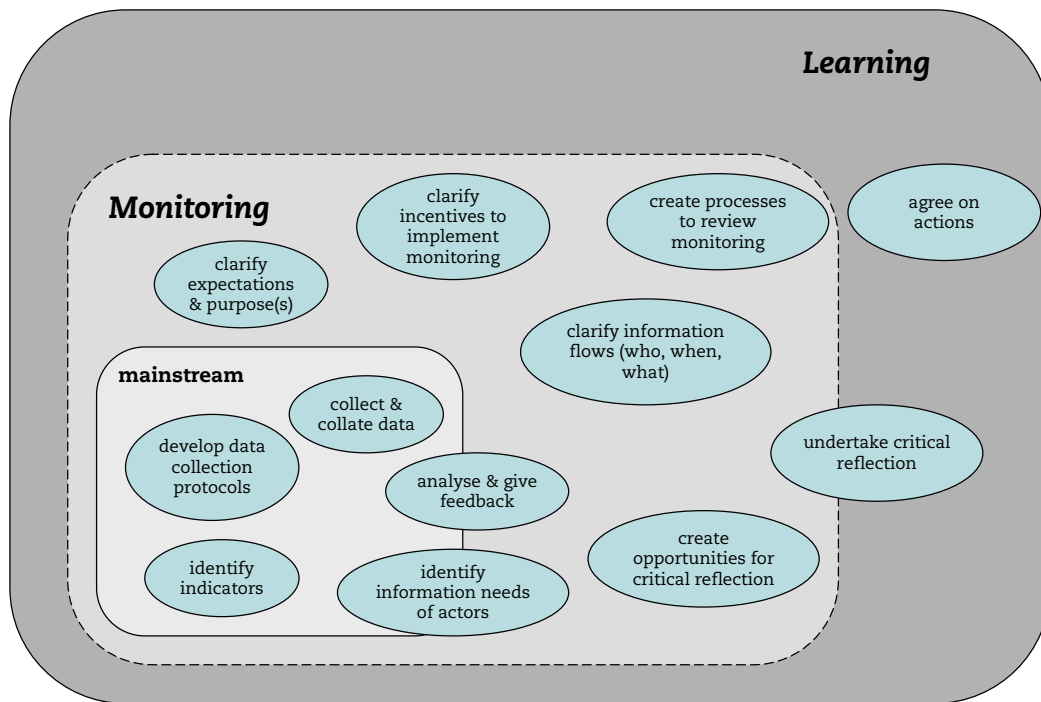 Learning
Monitoring
clarify
incentives to
implement
monitoring
create processes
to review
monitoring
agree on
actions
clarify
expectations
& purpose(s)
clarify information
flows (who, when,
what)
mainstream
collect &
collate data
develop data
collection
protocols
undertake critical
reflection
analyse & give
feedback
create
opportunities for
critical reflection
identify
indicators
identify
information needs
of actors